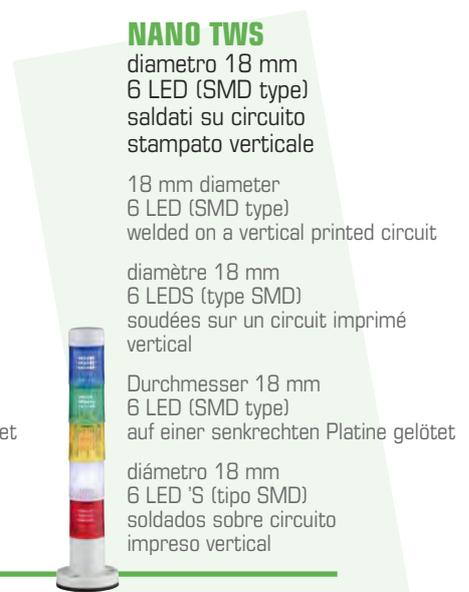 NANO TWS
diametro 18 mm
6 LED (SMD type)
saldati su circuito
stampato verticale
18 mm diameter
6 LED (SMD type)
welded on a vertical printed circuit
diamètre 18 mm
6 LEDS (type SMD)
soudées sur un circuit imprimé
vertical
Durchmesser 18 mm
6 LED (SMD type)
auf einer senkrechten Platine gelötet
diámetro 18 mm
6 LED 'S (tipo SMD)
soldados sobre circuito
impreso vertical
et